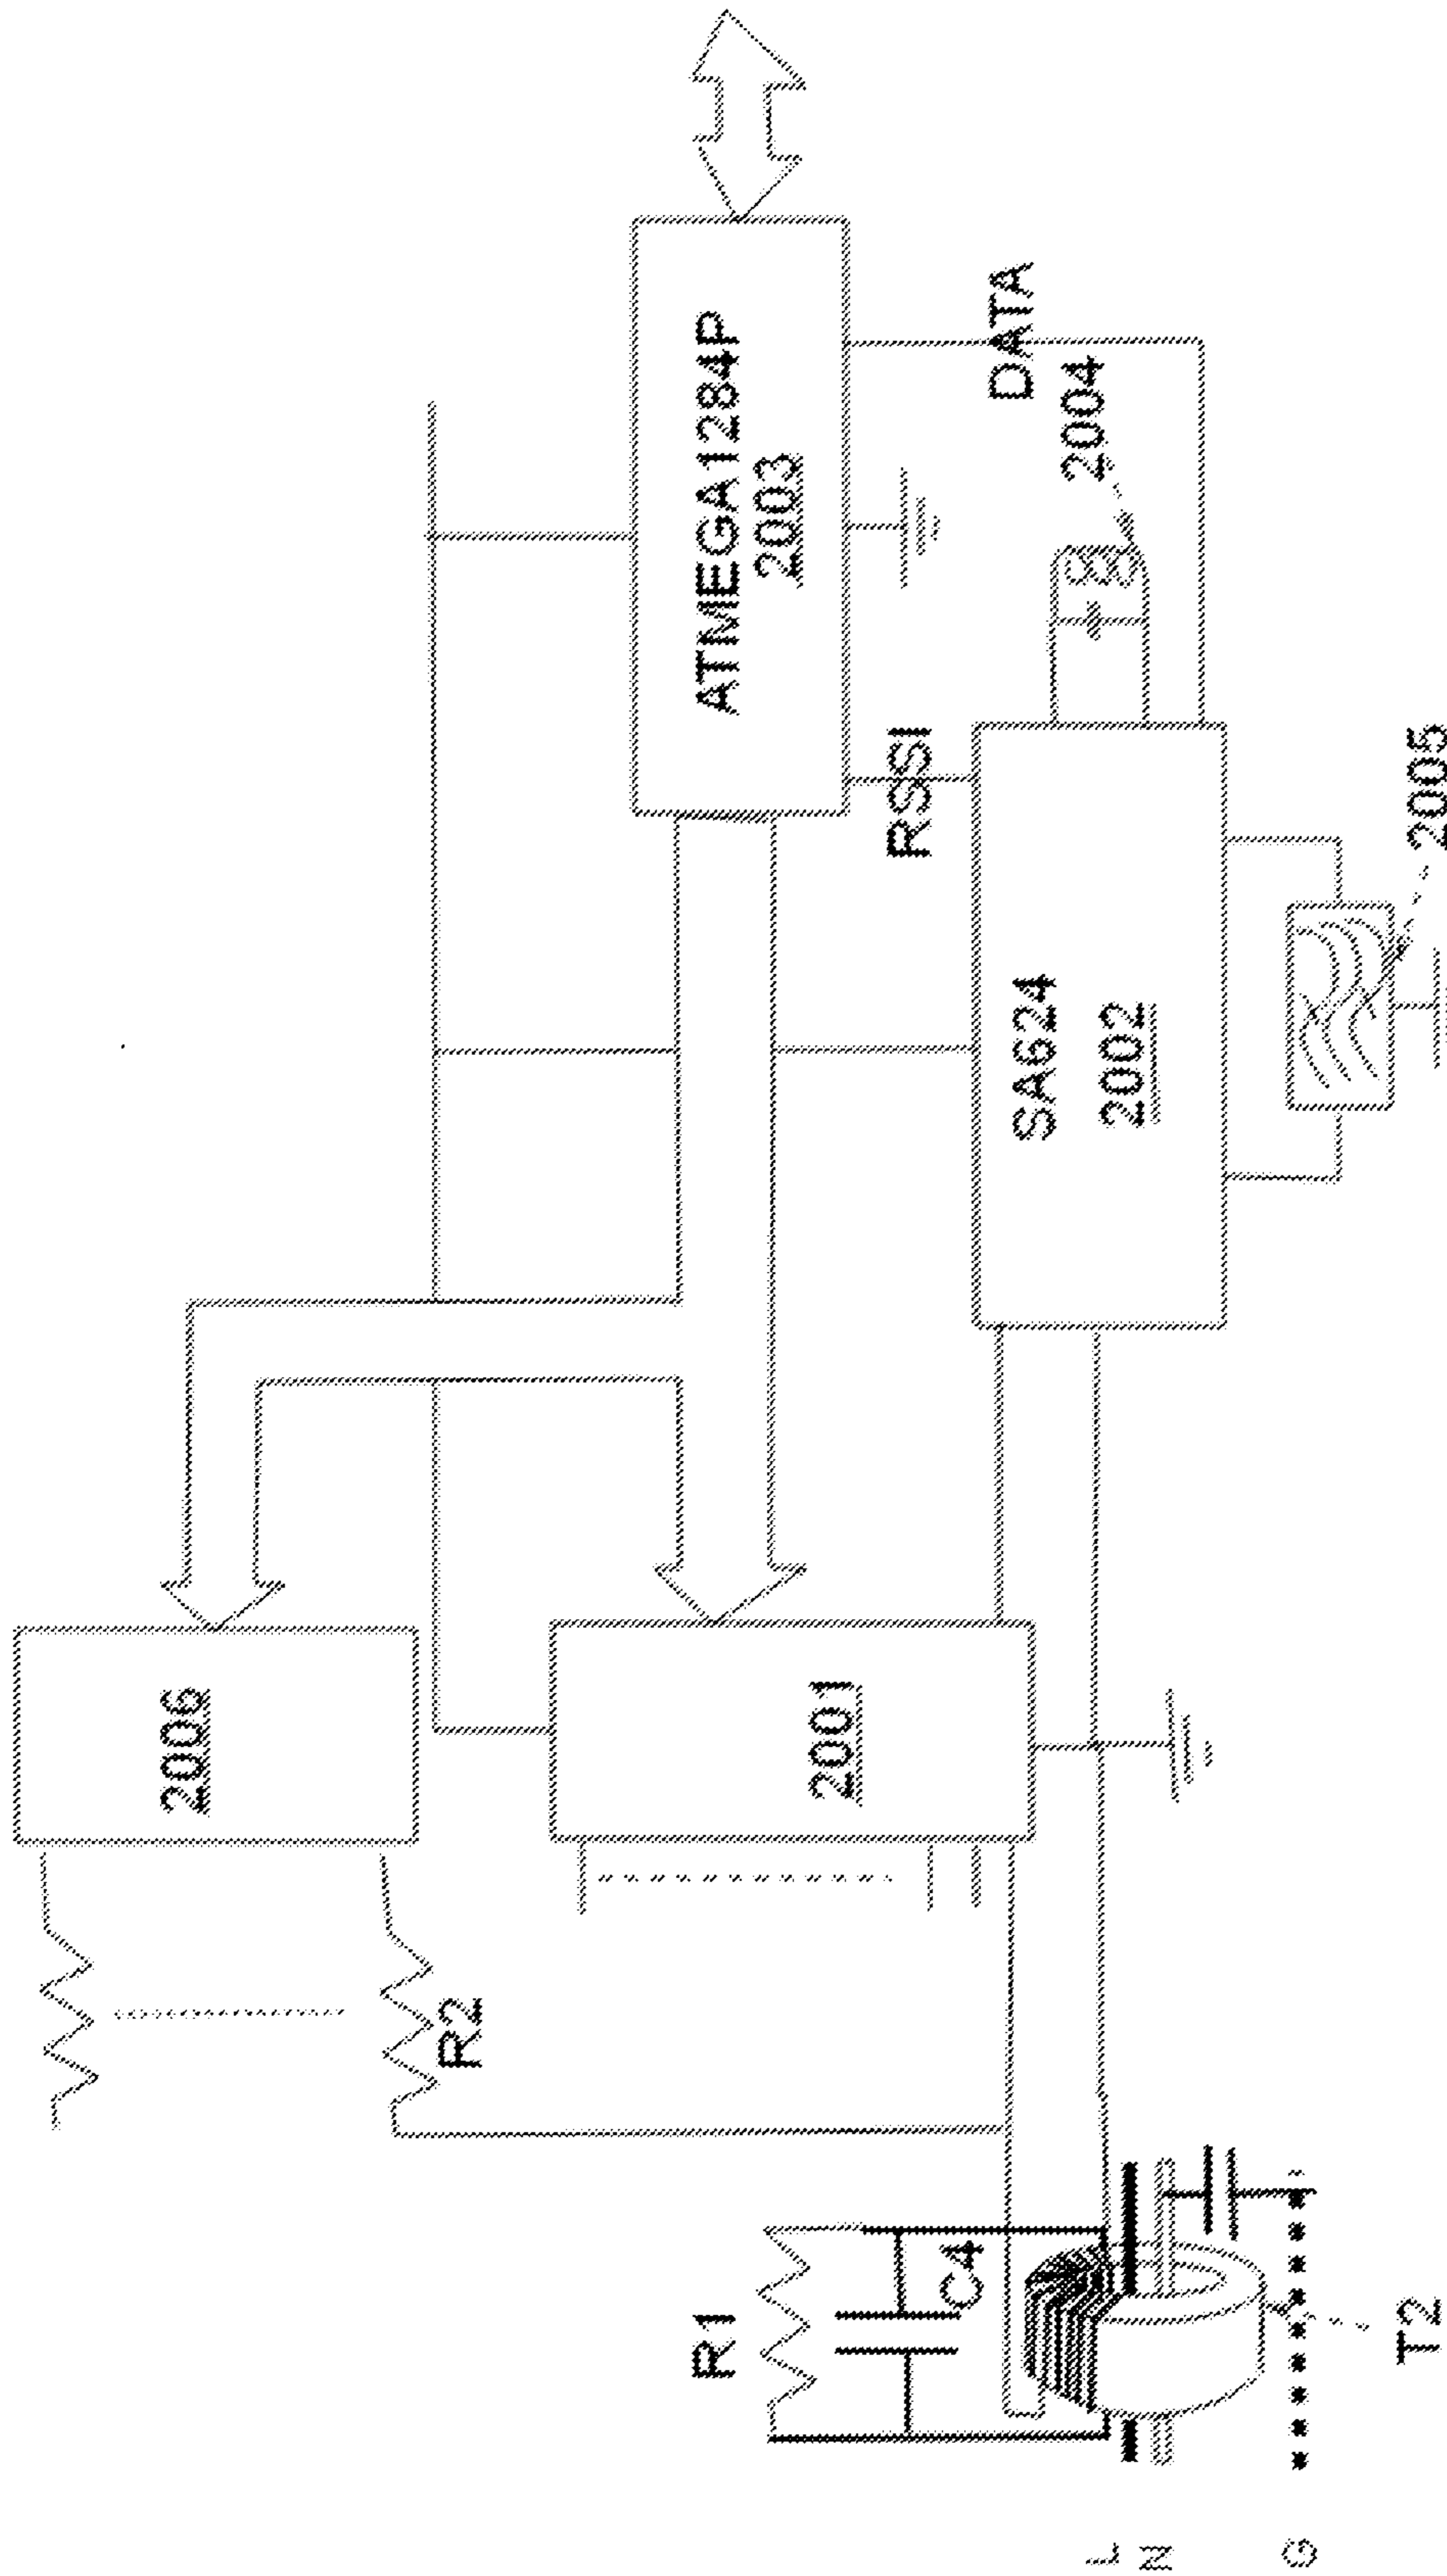 2006
R2
R1
C4
2001
ATMEGA1284P
2003
RSSI
DATA
2004
SA624
2002
2005
T2
L
N
G